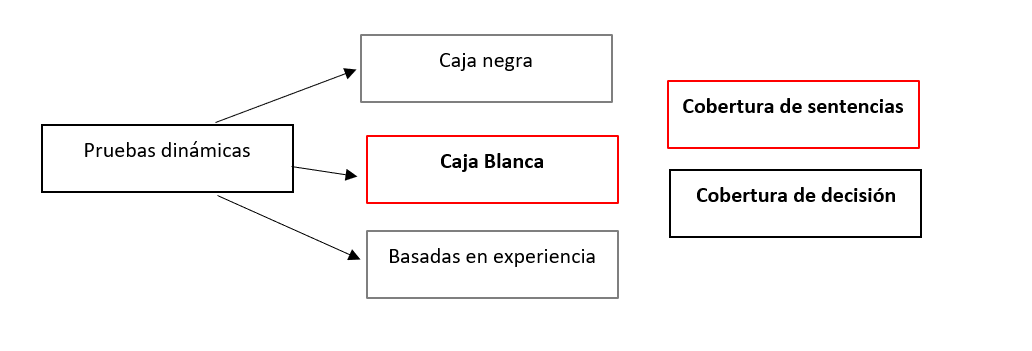 Pruebas dinámicas
Caja negra
Caja Blanca
Basadas en experiencia
Cobertura de sentencias
Cobertura de decisión